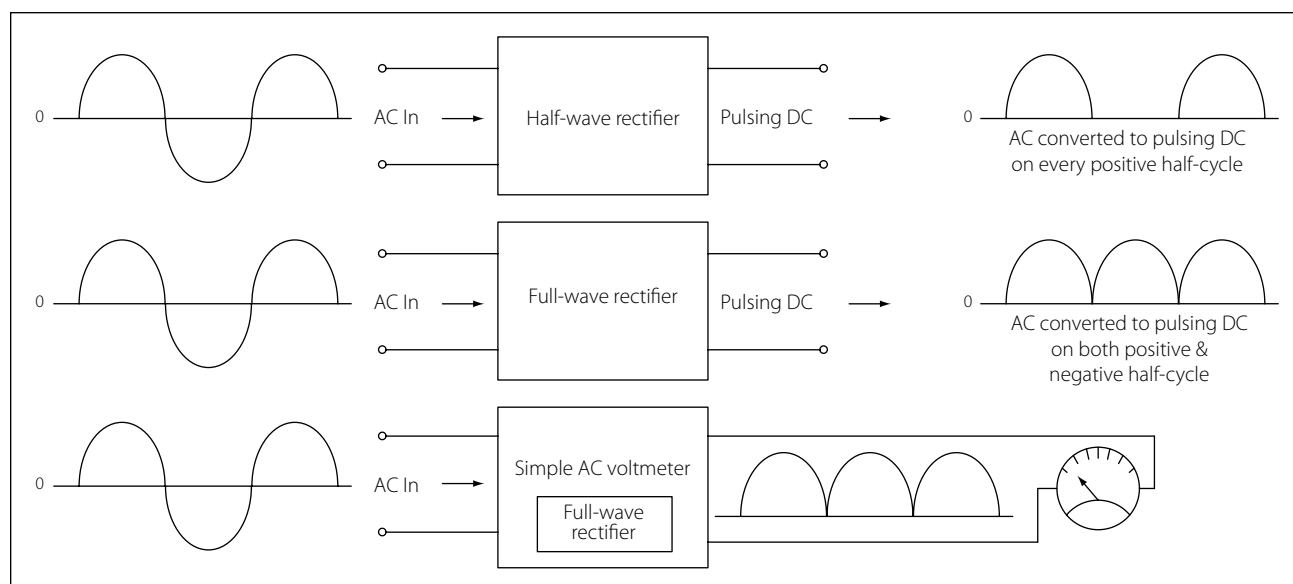 0
AC In
Half-wave rectifier
Pulsing DC
0
AC converted to pulsing DC
on every positive half-cycle
0
AC In
Full-wave rectifier
Pulsing DC
0
AC converted to pulsing DC
on both positive &
negative half-cycle
0
AC In
Simple AC voltmeter
Full-wave
rectifier